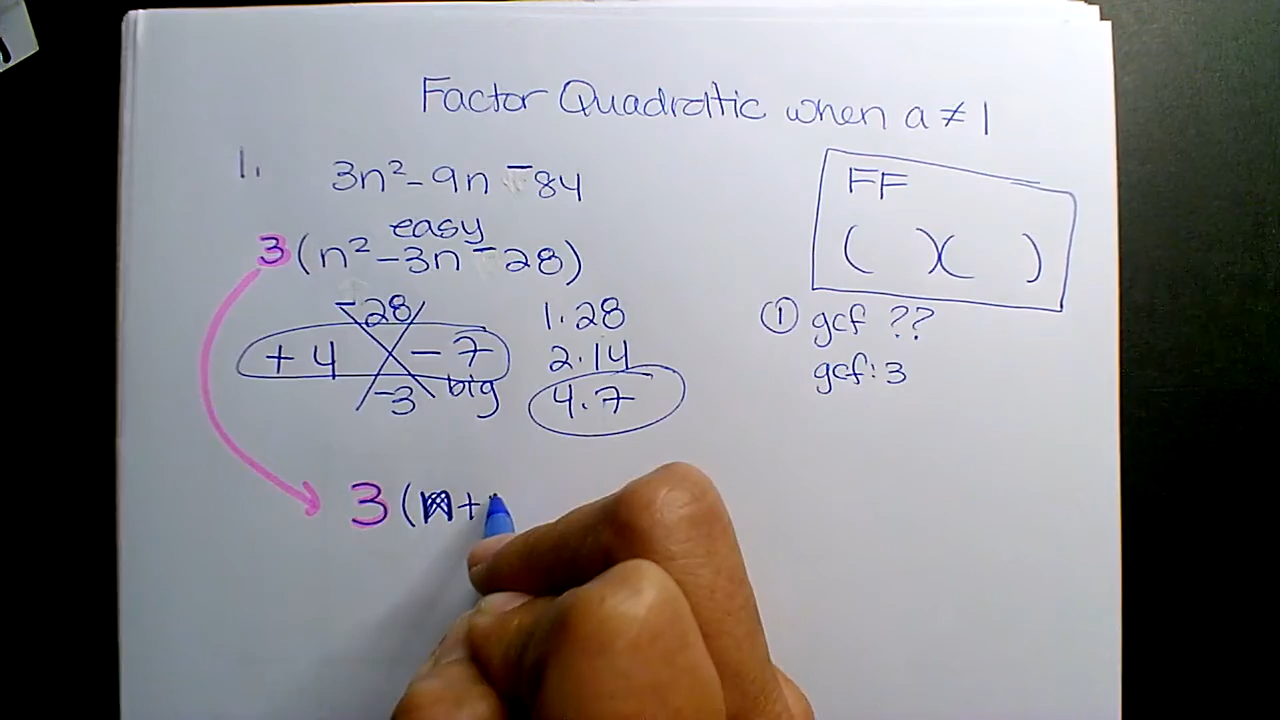 Factor Quadratic when a ≠ 1
1.
3n² - 9n - 84
easy
3(n² - 3n - 28)
-28
+ 4 - 7
-3 big
1·28
2·14
4·7
3(n+
FF
( )( )
① gcf ??
gcf: 3